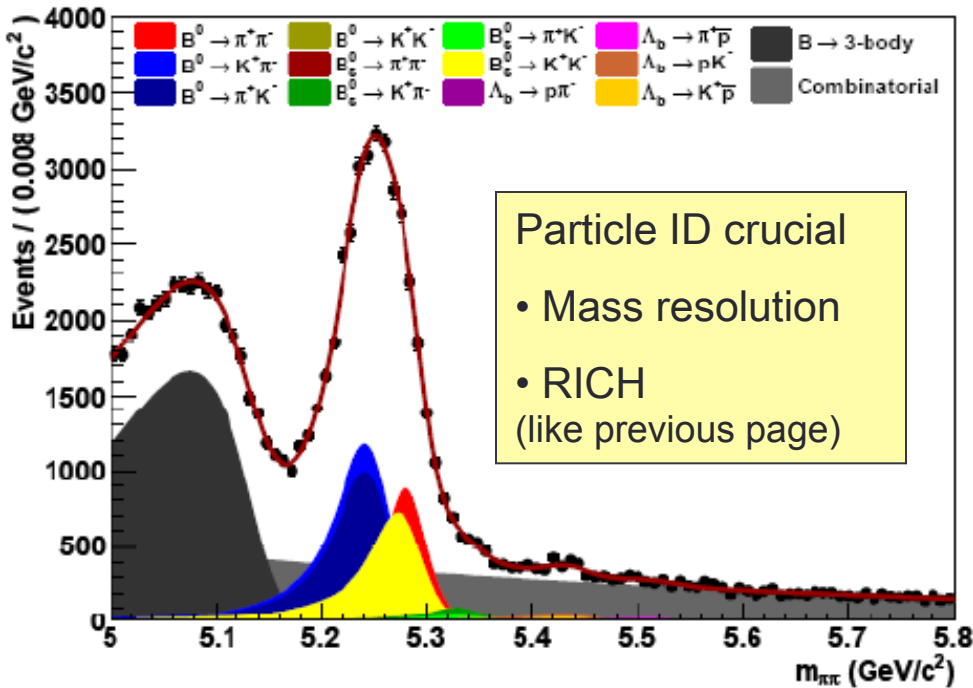 B⁰ → π⁺π⁻
B⁰ → K⁺π⁻
B⁰ → π⁺K⁻
B⁰ → K⁺K⁻
B⁰ₛ → π⁺π⁻
B⁰ₛ → K⁺π⁻
B⁰ₛ → π⁺K⁻
B⁰ₛ → K⁺K⁻
Λb → pπ⁻
Λb → π⁺p̅
Λb → pK⁻
Λb → K⁺p̅
B → 3-body
Combinatorial
Events / ( 0.008 GeV/c² )
4000
3500
3000
2500
2000
1500
1000
500
0
Particle ID crucial
• Mass resolution
• RICH
(like previous page)
5 5.1 5.2 5.3 5.4 5.5 5.6 5.7 5.8
mππ (GeV/c²)